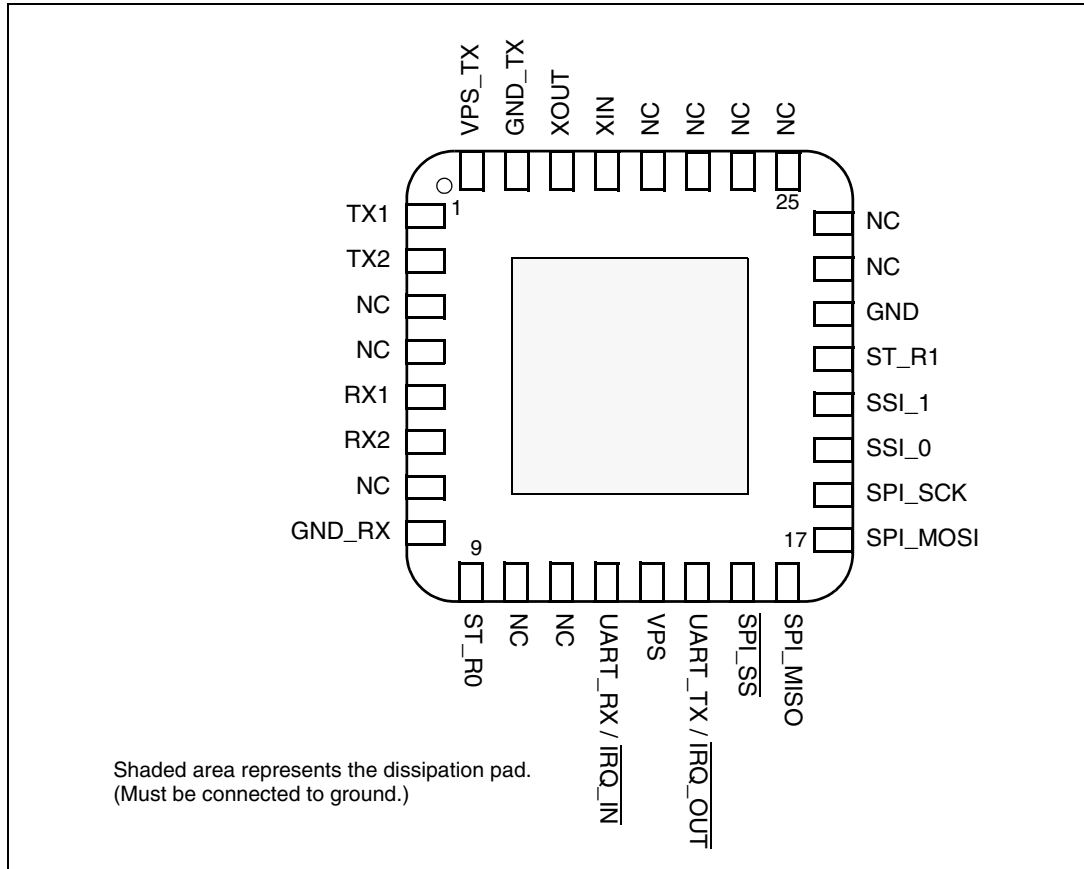 VPS_TX
GND_TX
XOUT
XIN
NC
NC
NC
NC
1
25
TX1
TX2
NC
NC
RX1
RX2
NC
GND_RX
NC
NC
GND
ST_R1
SSI_1
SSI_0
SPI_SCK
SPI_MOSI
9
17
ST_R0
NC
NC
UART_RX / IRQ_IN
VPS
UART_TX / IRQ_OUT
SPI_SS
SPI_MISO
Shaded area represents the dissipation pad.
(Must be connected to ground.)